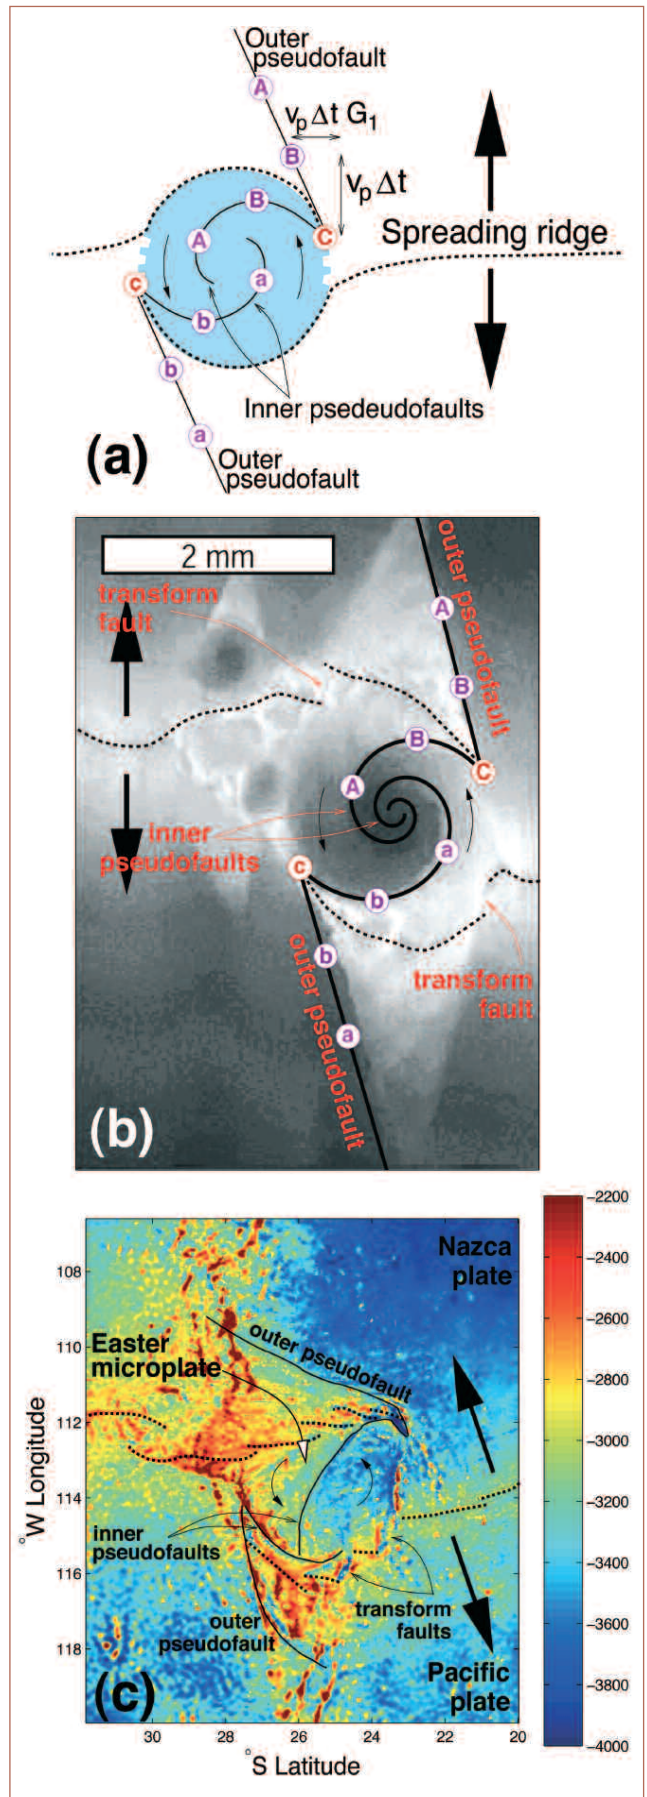 Outer
pseudofault
A
v_p Δt G_1
B
v_p Δt
B
C
A
Spreading ridge
a
c
b
b
Inner psedeudofaults
a
(a)
Outer
pseudofault
2 mm
outer pseudofault
transform
fault
A
B
B
C
A
Inner
pseudofaults
a
c
b
outer pseudofault
b
transform
fault
a
(b)
-2200
Nazca
plate
108
-2400
110
outer pseudofault
Easter
microplate
-2600
-2800
112
-3000
°W Longitude
114
-3200
inner
pseudofaults
-3400
116
outer
pseudofault
transform
faults
-3600
118
Pacific
plate
-3800
(c)
-4000
30
28
26
24
22
20
°S Latitude